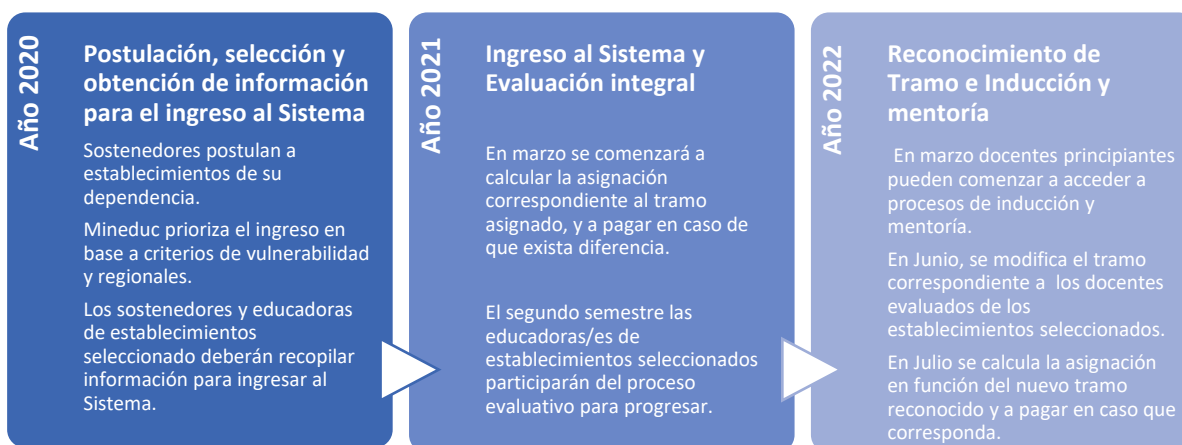 Año 2020
Postulación, selección y
obtención de información
para el ingreso al Sistema
Sostenedores postulan a
establecimientos de su
dependencia.
Mineduc prioriza el ingreso en
base a criterios de vulnerabilidad
y regionales.
Los sostenedores y educadoras
de establecimientos
seleccionado deberán recopilar
información para ingresar al
Sistema.
Año 2021
Ingreso al Sistema y
Evaluación integral
En marzo se comenzará a
calcular la asignación
correspondiente al tramo
asignado, y a pagar en caso de
que exista diferencia.
El segundo semestre las
educadoras/es de
establecimientos seleccionados
participarán del proceso
evaluativo para progresar.
Año 2022
Reconocimiento de
Tramo e Inducción y
mentoría
En marzo docentes principiantes
pueden comenzar a acceder a
procesos de inducción y
mentoría.
En Junio, se modifica el tramo
correspondiente a los docentes
evaluados de los
establecimientos seleccionados.
En Julio se calcula la asignación
en función del nuevo tramo
reconocido y a pagar en caso que
corresponda.